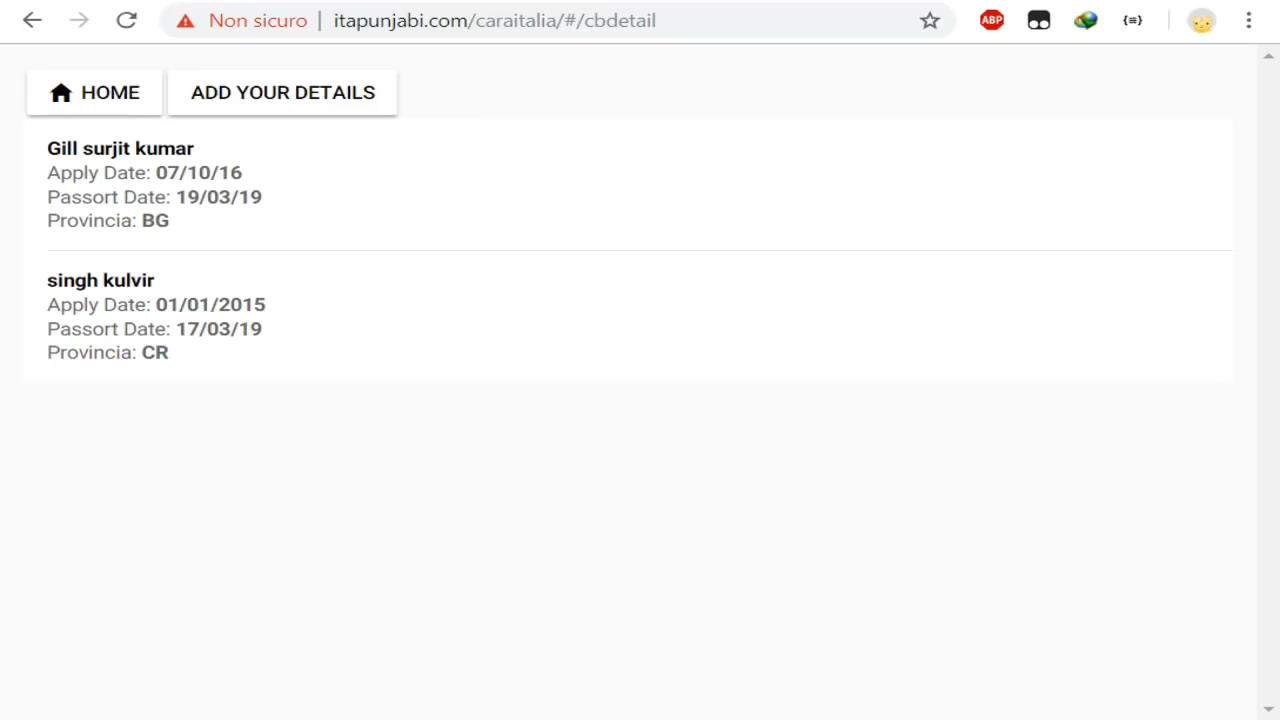 Non sicuro | itapunjabi.com/caraitalia/#/cbdetail
ABP
{≡}
HOME
ADD YOUR DETAILS
Gill surjit kumar
Apply Date: 07/10/16
Passort Date: 19/03/19
Provincia: BG
singh kulvir
Apply Date: 01/01/2015
Passort Date: 17/03/19
Provincia: CR